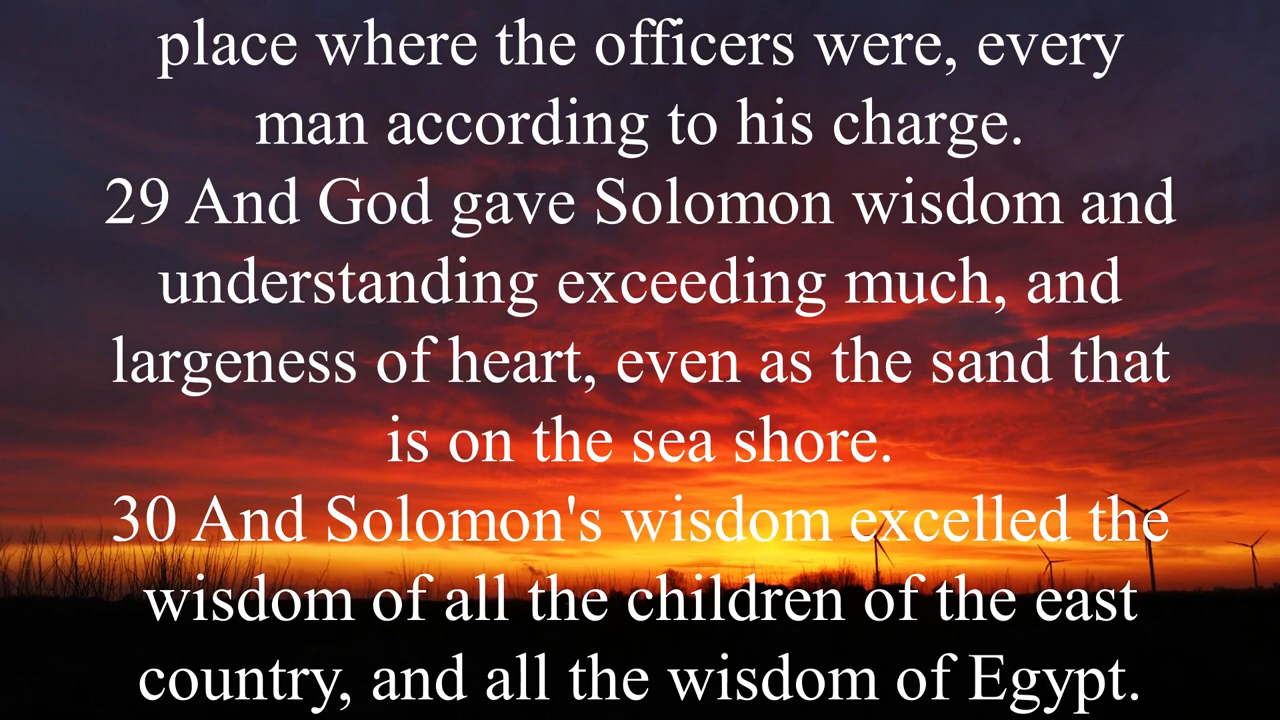 place where the officers were, every
man according to his charge.
29 And God gave Solomon wisdom and
understanding exceeding much, and
largeness of heart, even as the sand that
is on the sea shore.
30 And Solomon's wisdom excelled the
wisdom of all the children of the east
country, and all the wisdom of Egypt.